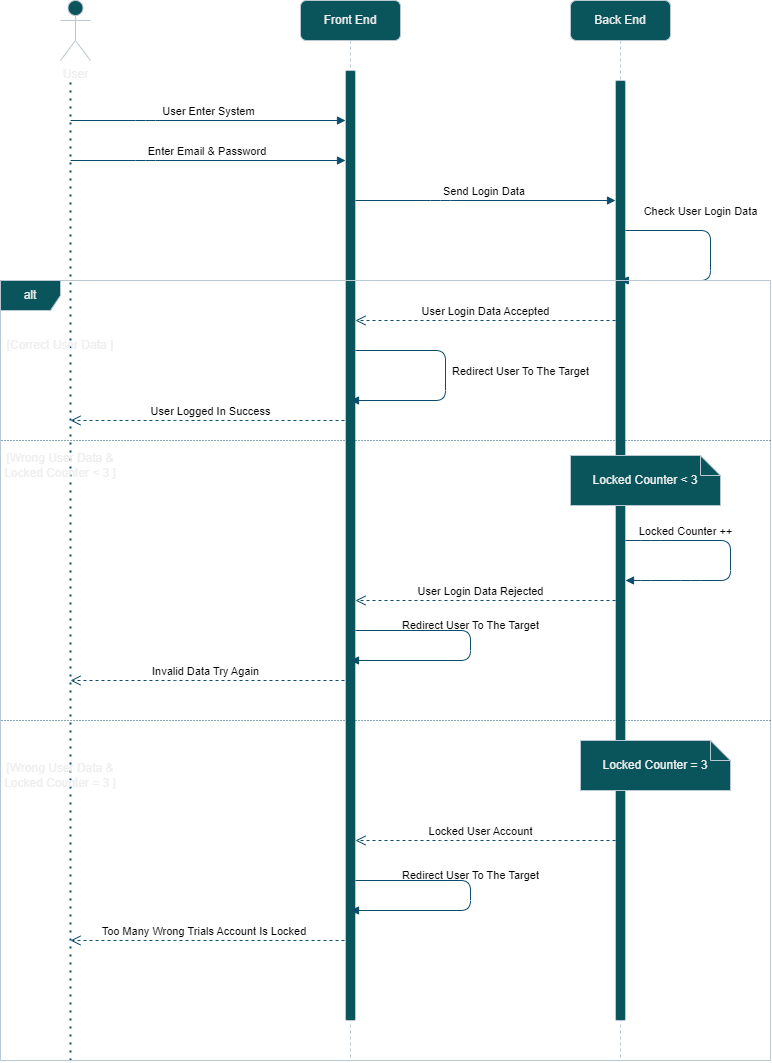 Front End
Back End
User
User Enter System
Enter Email & Password
Send Login Data
Check User Login Data
alt
User Login Data Accepted
[Correct User Data ]
Redirect User To The Target
User Logged In Success
[Wrong User Data &
Locked Counter < 3 ]
Locked Counter < 3
Locked Counter ++
User Login Data Rejected
Redirect User To The Target
Invalid Data Try Again
[Wrong User Data &
Locked Counter = 3 ]
Locked Counter = 3
Locked User Account
Redirect User To The Target
Too Many Wrong Trials Account Is Locked